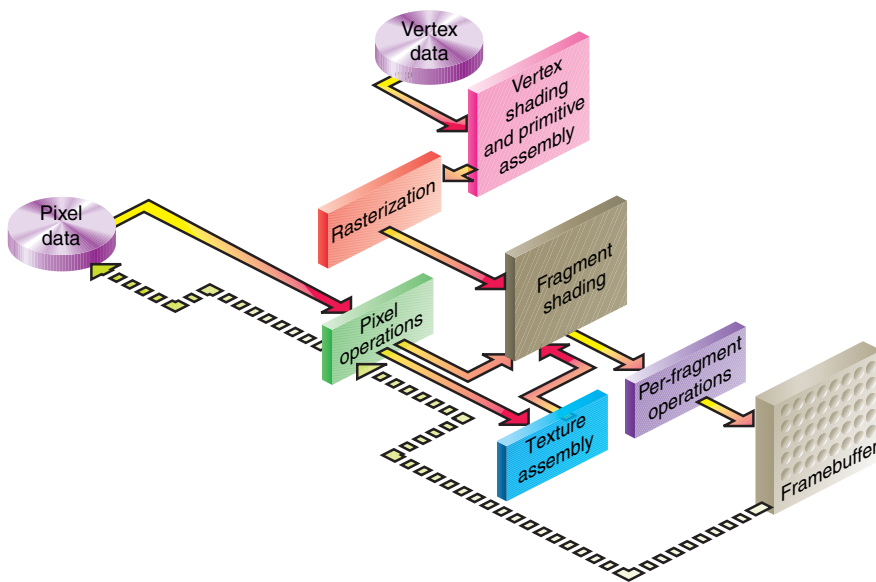 Vertex
data
Vertex
shading
and primitive
assembly
Rasterization
Pixel
data
Fragment
shading
Pixel
operations
Per-fragment
operations
Texture
assembly
Framebuffer